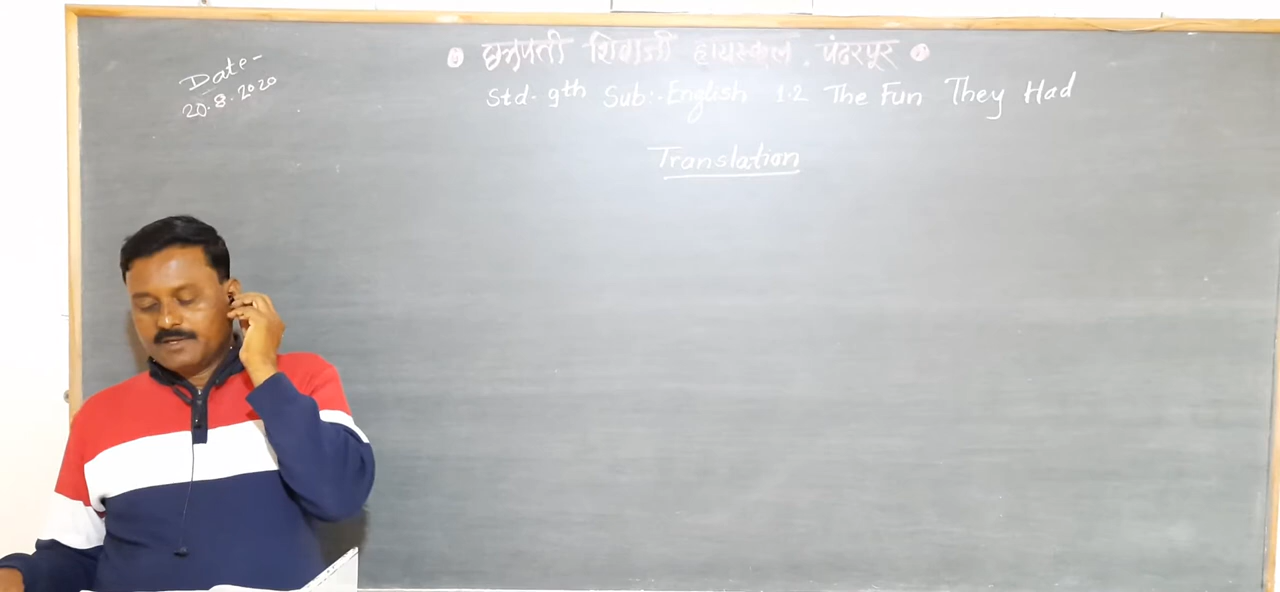 Date-
20.8.2020
छत्रपती शिवाजी हायस्कूल, पंढरपूर
Std- 9th Sub:- English 1.2 The Fun They Had
Translation